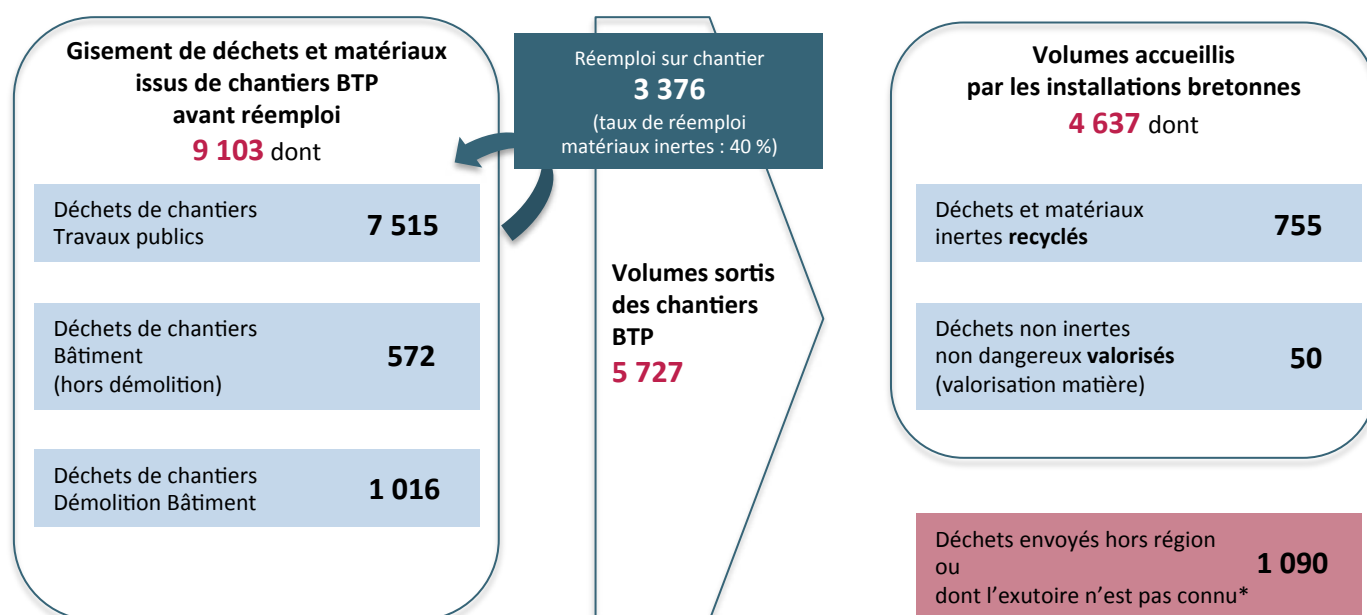 Gisement de déchets et matériaux
issus de chantiers BTP
avant réemploi
9 103 dont
Déchets de chantiers
Travaux publics
7 515
Déchets de chantiers
Bâtiment
(hors démolition)
572
Déchets de chantiers
Démolition Bâtiment
1 016
Réemploi sur chantier
3 376
(taux de réemploi
matériaux inertes : 40 %)
Volumes sortis
des chantiers
BTP
5 727
Volumes accueillis
par les installations bretonnes
4 637 dont
Déchets et matériaux
inertes recyclés
755
Déchets non inertes
non dangereux valorisés
(valorisation matière)
50
Déchets envoyés hors région
ou
dont l’exutoire n’est pas connu*
1 090